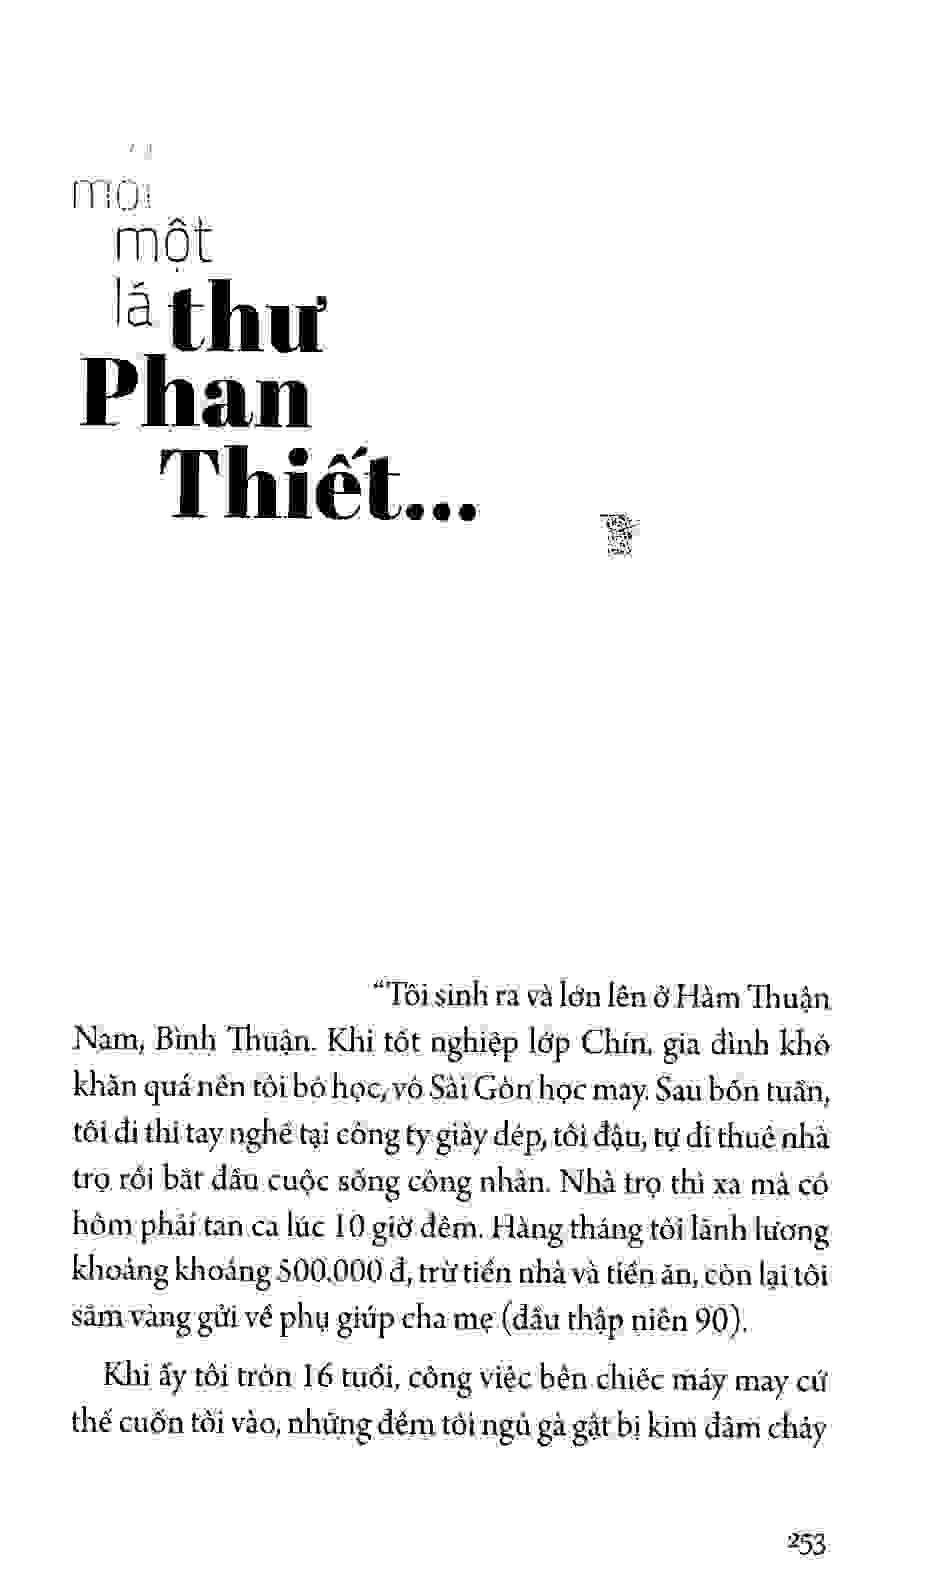 một
lá thư
Phan
Thiết...
“Tôi sinh ra và lớn lên ở Hàm Thuận
Nam, Bình Thuận. Khi tốt nghiệp lớp Chín, gia đình khó
khăn quá nên tôi bỏ học, vô Sài Gòn học may. Sau bốn tuần,
tôi đi thi tay nghề tại công ty giày dép, tôi đậu, tự đi thuê nhà
trọ rồi bắt đầu cuộc sống công nhân. Nhà trọ thì xa mà có
hôm phải tan ca lúc 10 giờ đêm. Hàng tháng tôi lãnh lương
khoảng khoảng 500.000 đ, trừ tiền nhà và tiền ăn, còn lại tôi
sắm vàng gửi về phụ giúp cha mẹ (đầu thập niên 90).
Khi ấy tôi tròn 16 tuổi, công việc bên chiếc máy may cứ
thế cuốn tôi vào, những đêm tôi ngủ gà gật bị kim đâm chảy
253